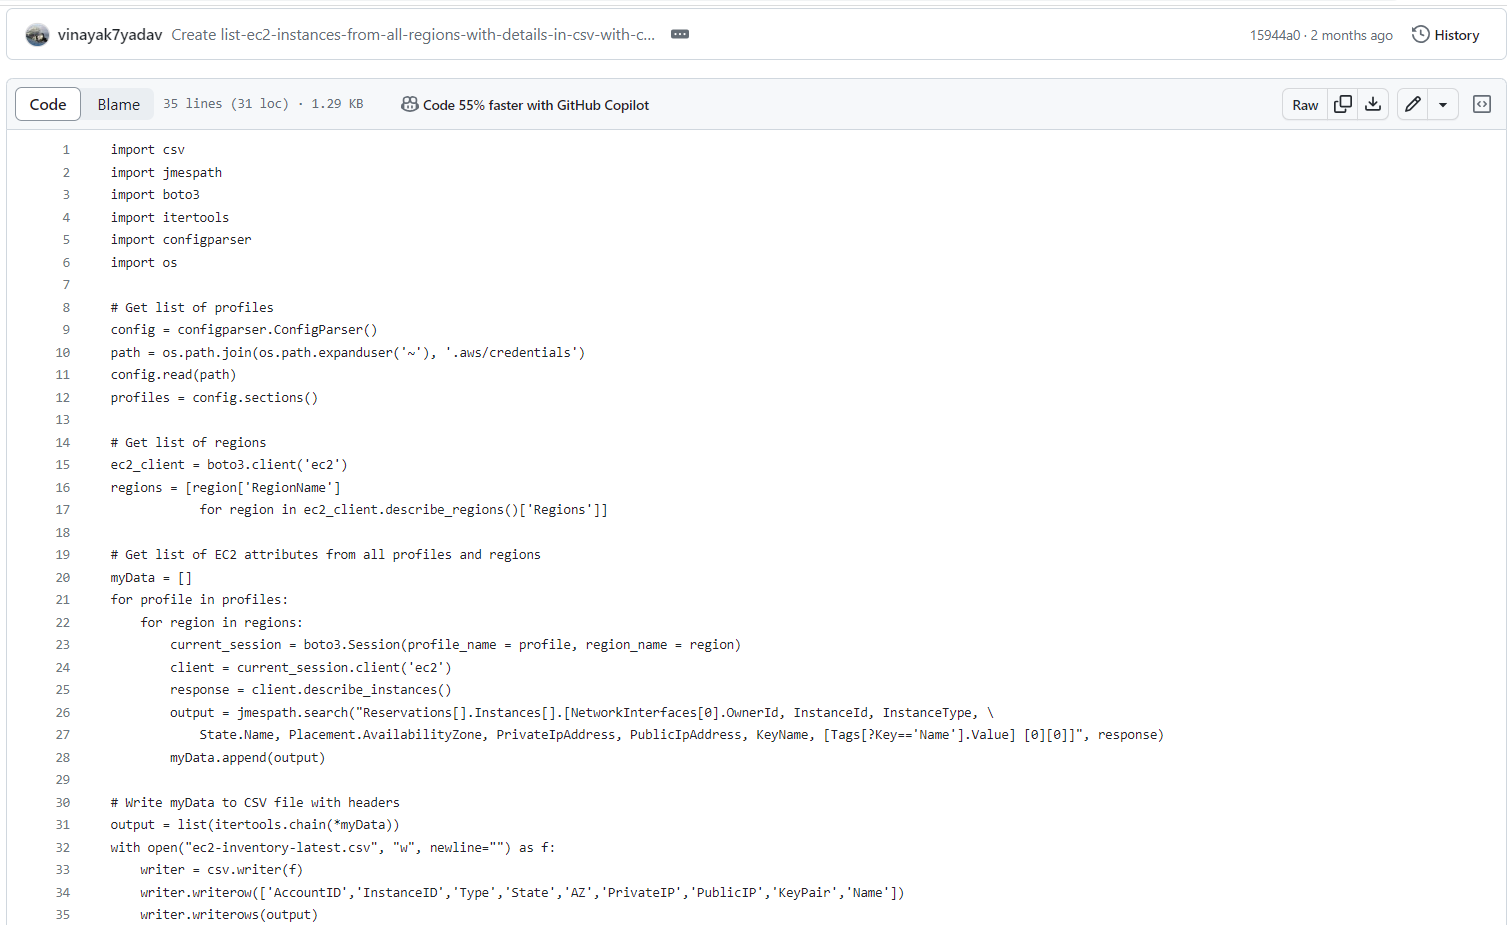 vinayak7yadav Create list-ec2-instances-from-all-regions-with-details-in-csv-with-c... 15944a0 · 2 months ago History
Code Blame 35 lines (31 loc) · 1.29 KB Code 55% faster with GitHub Copilot Raw
1 import csv
2 import jmespath
3 import boto3
4 import itertools
5 import configparser
6 import os
7
8 # Get list of profiles
9 config = configparser.ConfigParser()
10 path = os.path.join(os.path.expanduser('~'), '.aws/credentials')
11 config.read(path)
12 profiles = config.sections()
13
14 # Get list of regions
15 ec2_client = boto3.client('ec2')
16 regions = [region['RegionName']
17             for region in ec2_client.describe_regions()['Regions']]
18
19 # Get list of EC2 attributes from all profiles and regions
20 myData = []
21 for profile in profiles:
22     for region in regions:
23         current_session = boto3.Session(profile_name = profile, region_name = region)
24         client = current_session.client('ec2')
25         response = client.describe_instances()
26         output = jmespath.search("Reservations[].Instances[].[NetworkInterfaces[0].OwnerId, InstanceId, InstanceType, \
27             State.Name, Placement.AvailabilityZone, PrivateIpAddress, PublicIpAddress, KeyName, [Tags[?Key=='Name'].Value] [0][0]]", response)
28         myData.append(output)
29
30 # Write myData to CSV file with headers
31 output = list(itertools.chain(*myData))
32 with open("ec2-inventory-latest.csv", "w", newline="") as f:
33     writer = csv.writer(f)
34     writer.writerow(['AccountID','InstanceID','Type','State','AZ','PrivateIP','PublicIP','KeyPair','Name'])
35     writer.writerows(output)